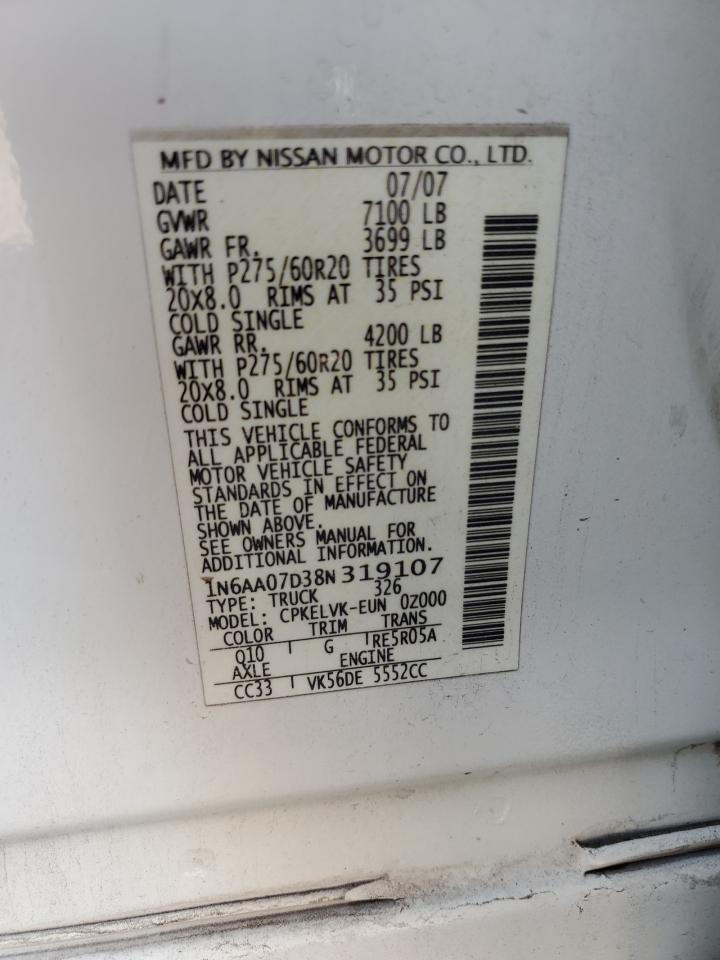 MFD BY NISSAN MOTOR CO., LTD.
DATE 07/07
GVWR 7100 LB
GAWR FR. 3699 LB
WITH P275/60R20 TIRES
20X8.0 RIMS AT 35 PSI
COLD SINGLE
GAWR RR. 4200 LB
WITH P275/60R20 TIRES
20X8.0 RIMS AT 35 PSI
COLD SINGLE
THIS VEHICLE CONFORMS TO
ALL APPLICABLE FEDERAL
MOTOR VEHICLE SAFETY
STANDARDS IN EFFECT ON
THE DATE OF MANUFACTURE
SHOWN ABOVE.
SEE OWNERS MANUAL FOR
ADDITIONAL INFORMATION.
1N6AA07D38N319107
TYPE: TRUCK 326
MODEL: CPKELVK-EUN 0Z000
COLOR TRIM TRANS
Q10 G RE5R05A
AXLE ENGINE
CC33 VK56DE 5552CC